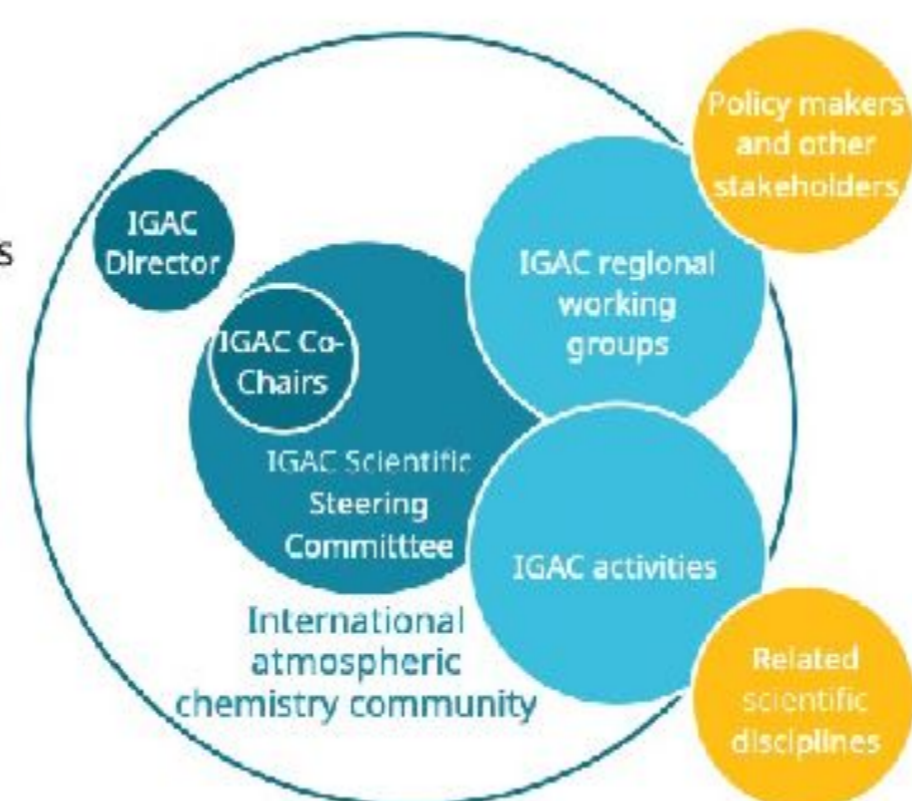 Policy makers
and other
stakeholders
IGAC
Director
s
IGAC regional
working
groups
IGAC Co-
Chairs
IGAC Scientific
Steering
Committtee
IGAC activities
International
atmospheric
chemistry community
Related
scientific
disciplines